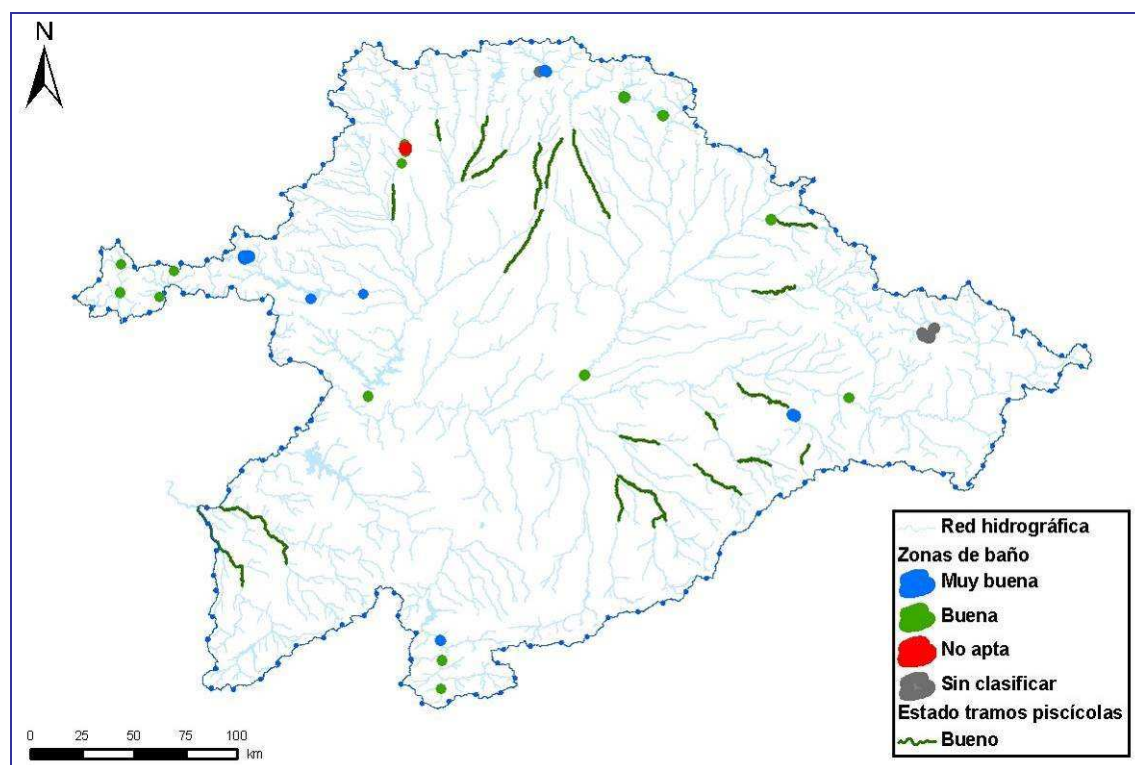 N
Red hidrográfica
Zonas de baño
Muy buena
Buena
No apta
Sin clasificar
Estado tramos piscícolas
Bueno
0 25 50 75 100
km